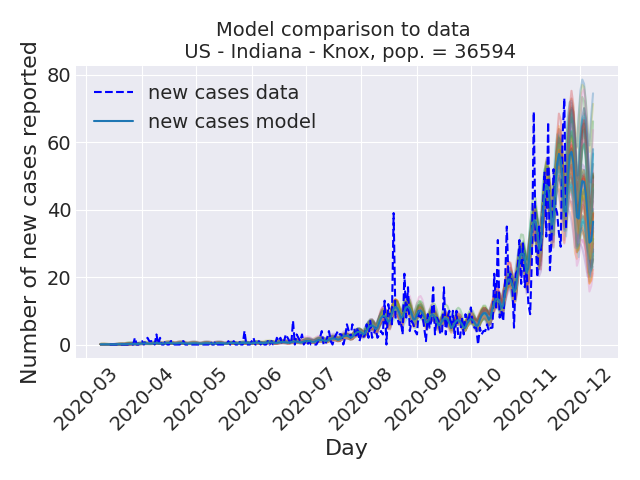 Model comparison to data
US - Indiana - Knox, pop. = 36594
new cases data
new cases model
Number of new cases reported
80
60
40
20
0
2020-03
2020-04
2020-05
2020-06
2020-07
2020-08
2020-09
2020-10
2020-11
2020-12
Day